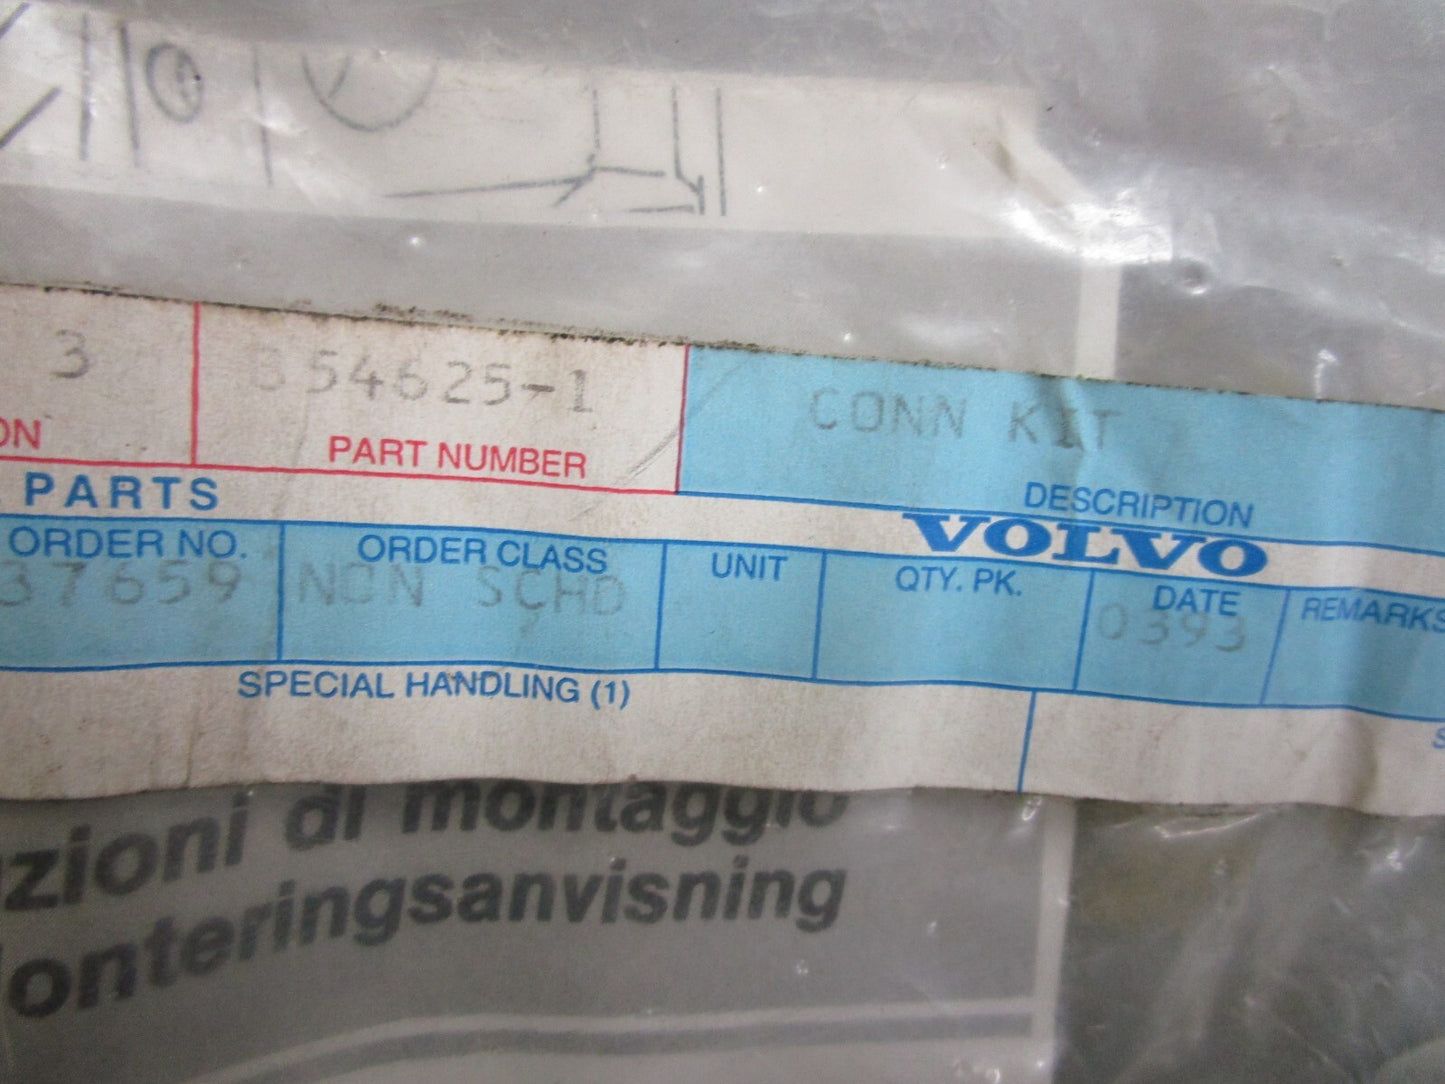 3 854625-1 CONN KIT
ON PART NUMBER DESCRIPTION
PARTS VOLVO
ORDER NO. ORDER CLASS UNIT QTY. PK. DATE REMARKS
37659 NON SCHD 0393
SPECIAL HANDLING (1) S
zioni di montaggio
onteringsanvisning